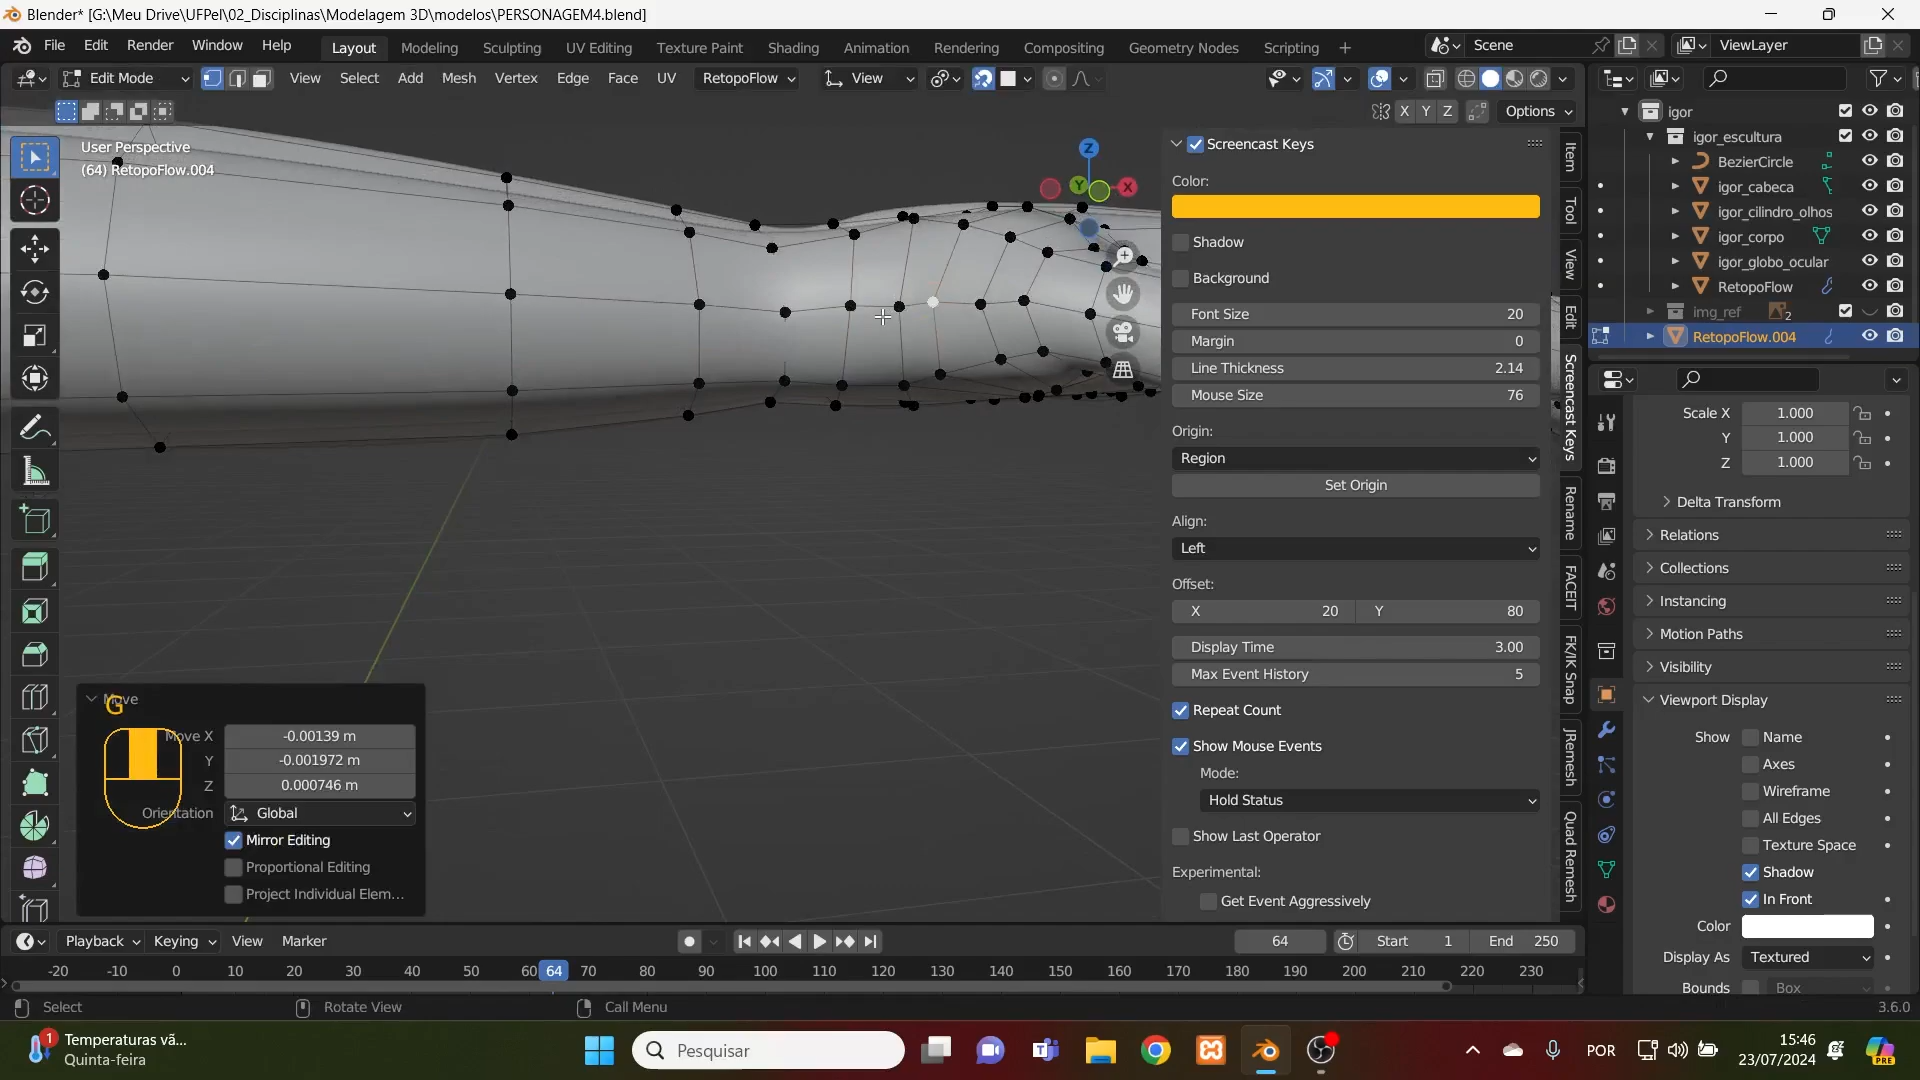 Blender* [G:\Meu Drive\UFPel\02_Disciplinas\Modelagem 3D\modelos\PERSONAGEM4.blend]
File Edit Render Window Help Layout Modeling Sculpting UV Editing Texture Paint Shading Animation Rendering Compositing Geometry Nodes Scripting + Scene ViewLayer
Edit Mode View Select Add Mesh Vertex Edge Face UV RetopoFlow View
X Y Z Options
User Perspective
(64) RetopoFlow.004
Z
Y X
Screencast Keys
Color:
Shadow
Background
Font Size 20
Margin 0
Line Thickness 2.14
Mouse Size 76
Origin:
Region
Set Origin
Align:
Left
Offset:
X 20 Y 80
Display Time 3.00
Max Event History 5
Repeat Count
Show Mouse Events
Mode:
Hold Status
Show Last Operator
Experimental:
Get Event Aggressively
Item
Tool
View
Edit
Screencast Keys
Rename
FACEIT
FK/IK Snap
JRemesh
Quad Remesh
igor
igor_escultura
BezierCircle
igor_cabeca
igor_cilindro_olhos
igor_corpo
igor_globo_ocular
RetopoFlow
img_ref 2
RetopoFlow.004
Scale X 1.000
Y 1.000
Z 1.000
Delta Transform
Relations
Collections
Instancing
Motion Paths
Visibility
Viewport Display
Show Name
Axes
Wireframe
All Edges
Texture Space
Shadow
In Front
Color
Display As Textured
Bounds Box
Move
G
Move X -0.00139 m
Y -0.001972 m
Z 0.000746 m
Orientation Global
Mirror Editing
Proportional Editing
Project Individual Elem...
Playback Keying View Marker 64 Start 1 End 250
-20 -10 0 10 20 30 40 50 60 64 70 80 90 100 110 120 130 140 150 160 170 180 190 200 210 220 230
Select Rotate View Call Menu 3.6.0
1 Temperaturas vã...
Quinta-feira
Pesquisar
POR
15:46
23/07/2024
PRE